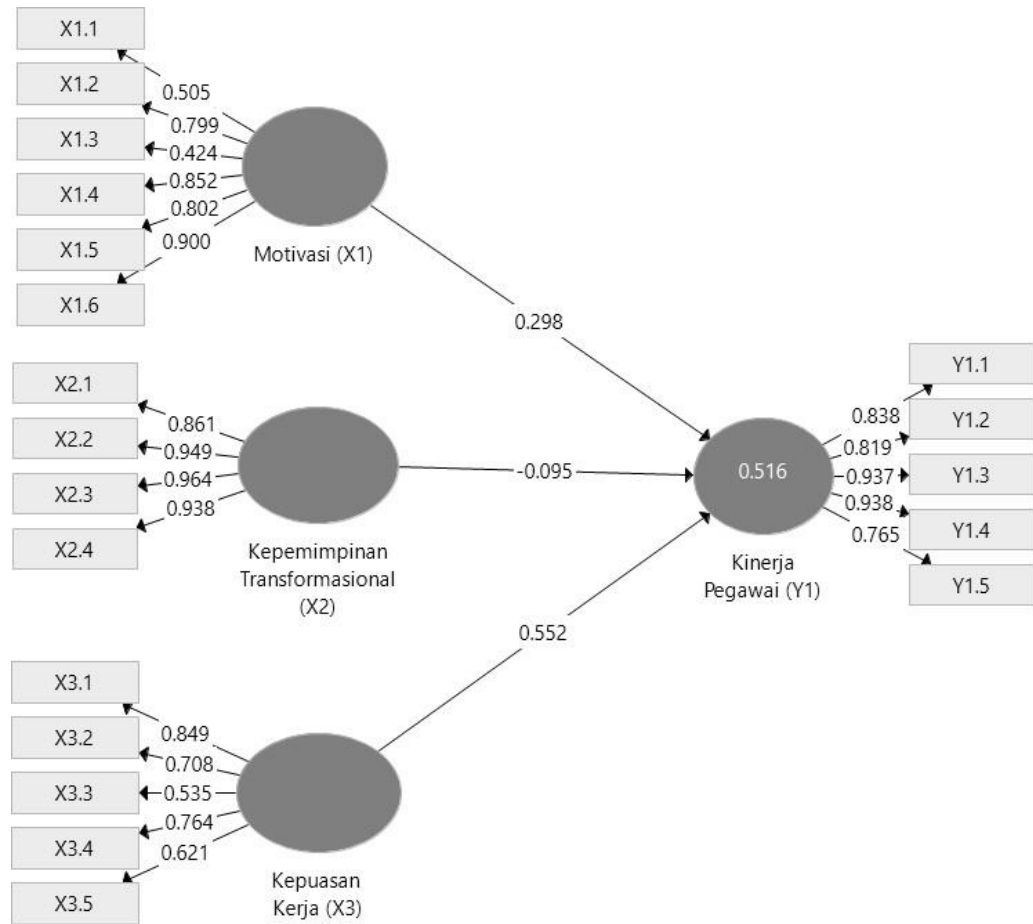 X1.1
X1.2
X1.3
X1.4
X1.5
X1.6
0.505
0.799
0.424
0.852
0.802
0.900
Motivasi (X1)
0.298
X2.1
X2.2
X2.3
X2.4
0.861
0.949
0.964
0.938
Kepemimpinan
Transformasional
(X2)
-0.095
X3.1
X3.2
X3.3
X3.4
X3.5
0.849
0.708
0.535
0.764
0.621
Kepuasan
Kerja (X3)
0.552
0.516
Kinerja
Pegawai (Y1)
0.838
0.819
0.937
0.938
0.765
Y1.1
Y1.2
Y1.3
Y1.4
Y1.5